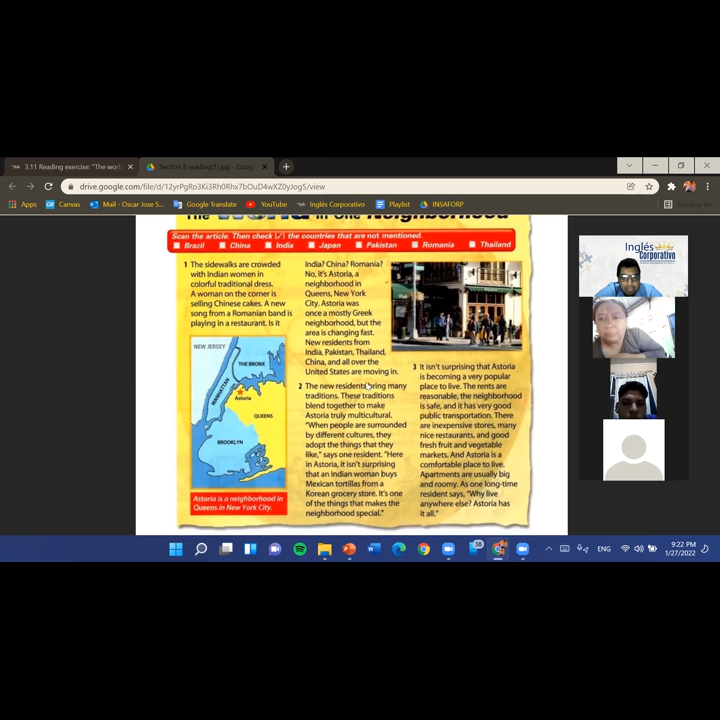 3.11 Reading exercise: "The worl
Section 8 reading(1).jpg - Goog
drive.google.com/file/d/12yrPgRo3Ki3Rh0Rhx7bOuD4wXZ0yJog5/view
Apps
Canvas
Mail - Oscar Jose S...
Google Translate
YouTube
Inglés Corporativo
Playlist
INSAFORP
Reading list
The World in One Neighborhood
Scan the article. Then check (✓) the countries that are not mentioned.
Brazil China India Japan Pakistan Romania Thailand
1 The sidewalks are crowded
with Indian women in
colorful traditional dress.
A woman on the corner is
selling Chinese cakes. A new
song from a Romanian band is
playing in a restaurant. Is it
India? China? Romania?
No, it's Astoria, a
neighborhood in
Queens, New York
City. Astoria was
once a mostly Greek
neighborhood, but the
area is changing fast.
New residents from
India, Pakistan, Thailand,
China, and all over the
United States are moving in.
2 The new residents bring many
traditions. These traditions
blend together to make
Astoria truly multicultural.
"When people are surrounded
by different cultures, they
adopt the things that they
like," says one resident. "Here
in Astoria, it isn't surprising
that an Indian woman buys
Mexican tortillas from a
Korean grocery store. It's one
of the things that makes the
neighborhood special."
3 It isn't surprising that Astoria
is becoming a very popular
place to live. The rents are
reasonable, the neighborhood
is safe, and it has very good
public transportation. There
are inexpensive stores, many
nice restaurants, and good
fresh fruit and vegetable
markets. And Astoria is a
comfortable place to live.
Apartments are usually big
and roomy. As one long-time
resident says, "Why live
anywhere else? Astoria has
it all."
NEW JERSEY
THE BRONX
MANHATTAN
Astoria
QUEENS
BROOKLYN
Astoria is a neighborhood in
Queens in New York City.
Inglés
Corporativo
38
ENG
9:22 PM
1/27/2022